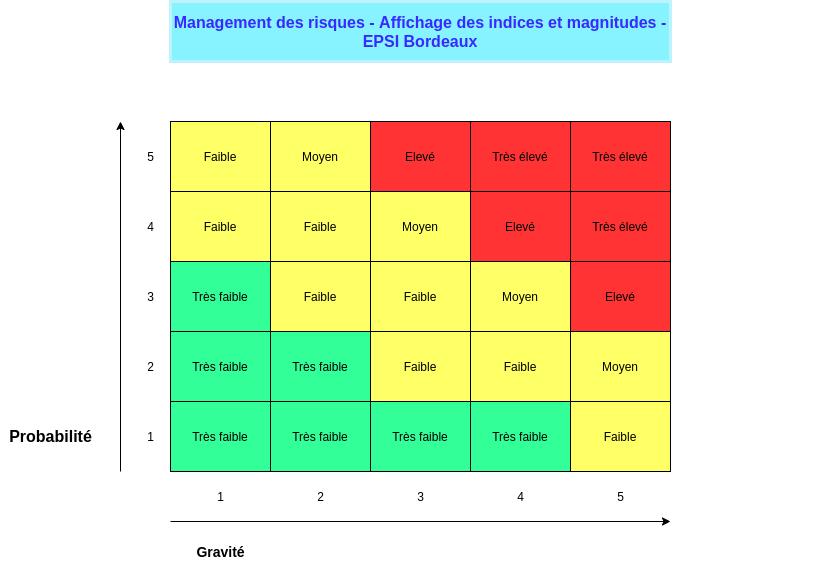 Management des risques - Affichage des indices et magnitudes -
EPSI Bordeaux
5 Faible Moyen Elevé Très élevé Très élevé
4 Faible Faible Moyen Elevé Très élevé
3 Très faible Faible Faible Moyen Elevé
2 Très faible Très faible Faible Faible Moyen
Probabilité 1 Très faible Très faible Très faible Très faible Faible
1 2 3 4 5
Gravité